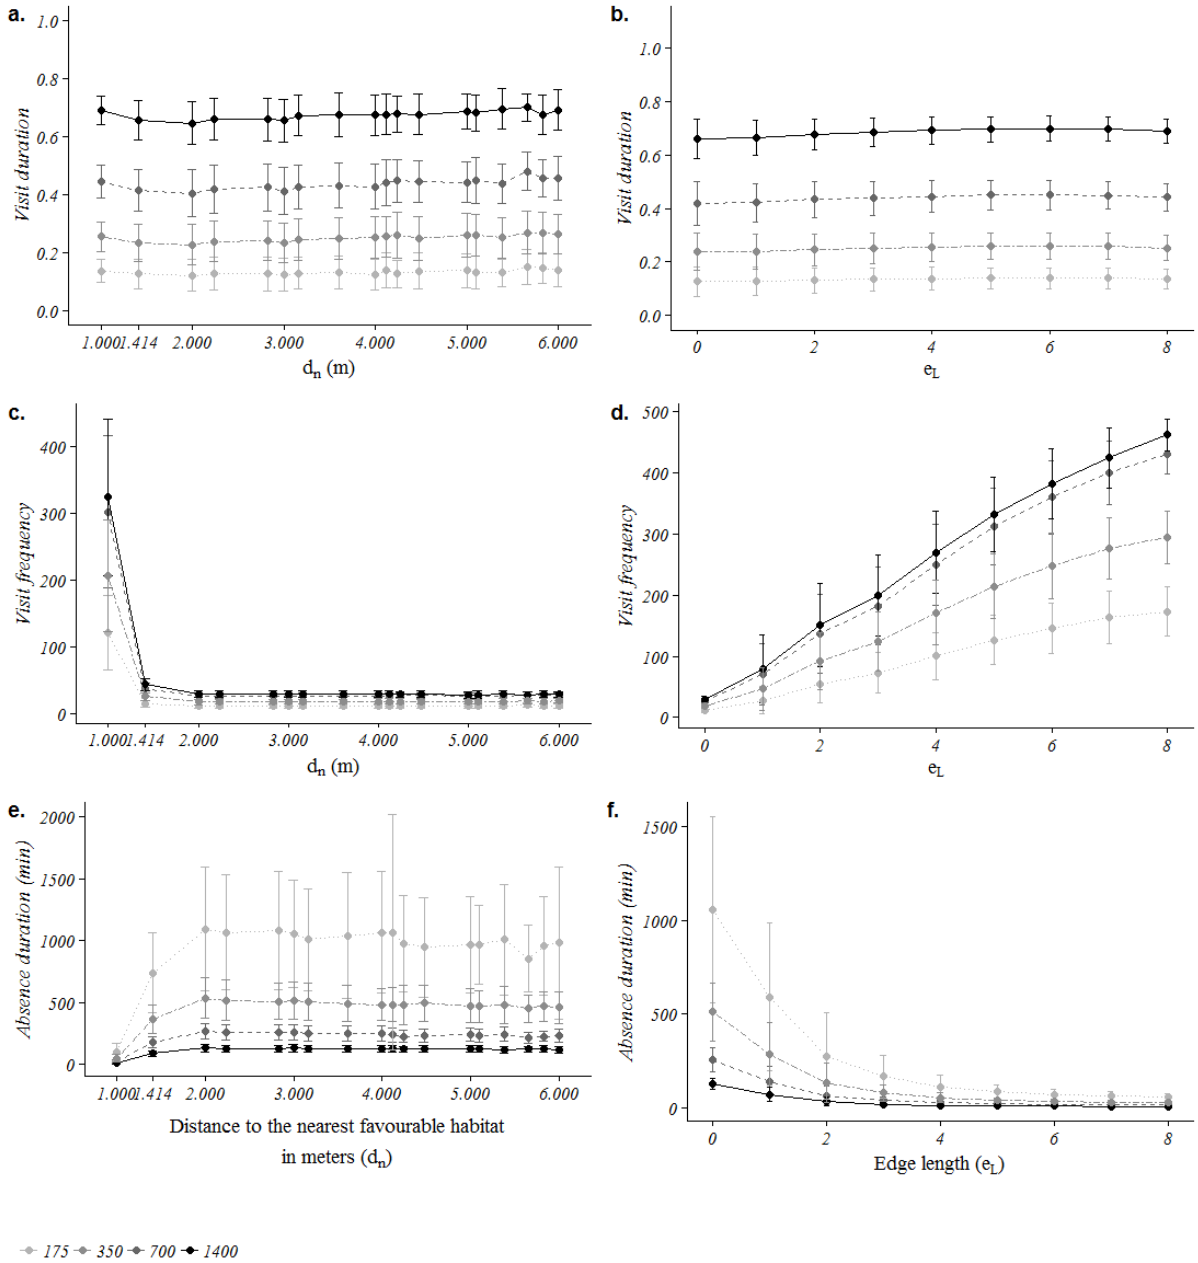 a.
1.0
0.8
0.6
0.4
0.2
0.0
Visit duration
1.000 1.414 2.000 3.000 4.000 5.000 6.000
dn (m)
b.
1.0
0.8
0.6
0.4
0.2
0.0
Visit duration
0 2 4 6 8
eL
c.
400
300
200
100
0
Visit frequency
1.000 1.414 2.000 3.000 4.000 5.000 6.000
dn (m)
d.
500
400
300
200
100
0
Visit frequency
0 2 4 6 8
eL
e.
2000
1500
1000
500
0
Absence duration (min)
1.000 1.414 2.000 3.000 4.000 5.000 6.000
Distance to the nearest favourable habitat
in meters (dn)
f.
1500
1000
500
0
Absence duration (min)
0 2 4 6 8
Edge length (eL)
175 350 700 1400